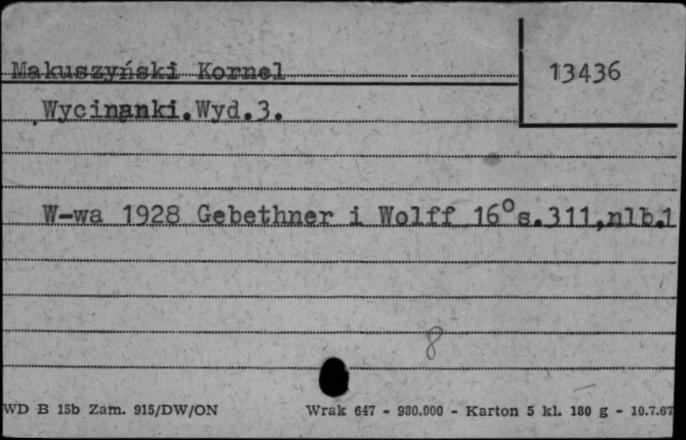 Makuszyński Kornel
13436
Wycinanki.Wyd.3.
W-wa 1928 Gebethner i Wolff 16° s.311,nlb.1
8
WD B 15b Zam. 915/DW/ON
Wrak 647 - 980.000 - Karton 5 kl. 180 g - 10.7.67